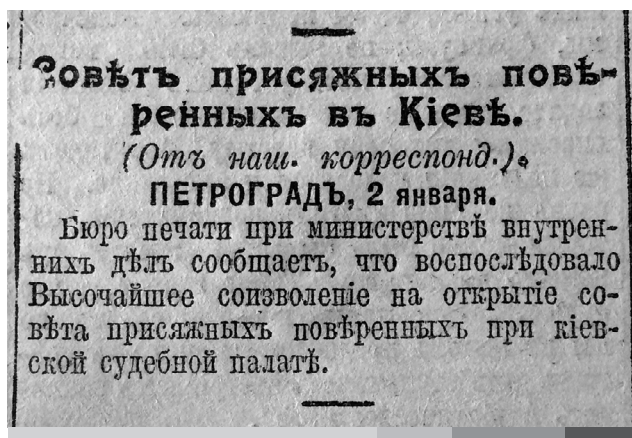 Совѣтъ присяжныхъ повѣ-
ренныхъ въ Кіевѣ.
(Отъ наш. корреспонд.).
ПЕТРОГРАДЪ, 2 января.
Бюро печати при министерствѣ внутрен-
нихъ дѣлъ сообщаетъ, что воспослѣдовало
Высочайшее соизволеніе на открытіе со-
вѣта присяжныхъ повѣренныхъ при кіев-
ской судебной палатѣ.